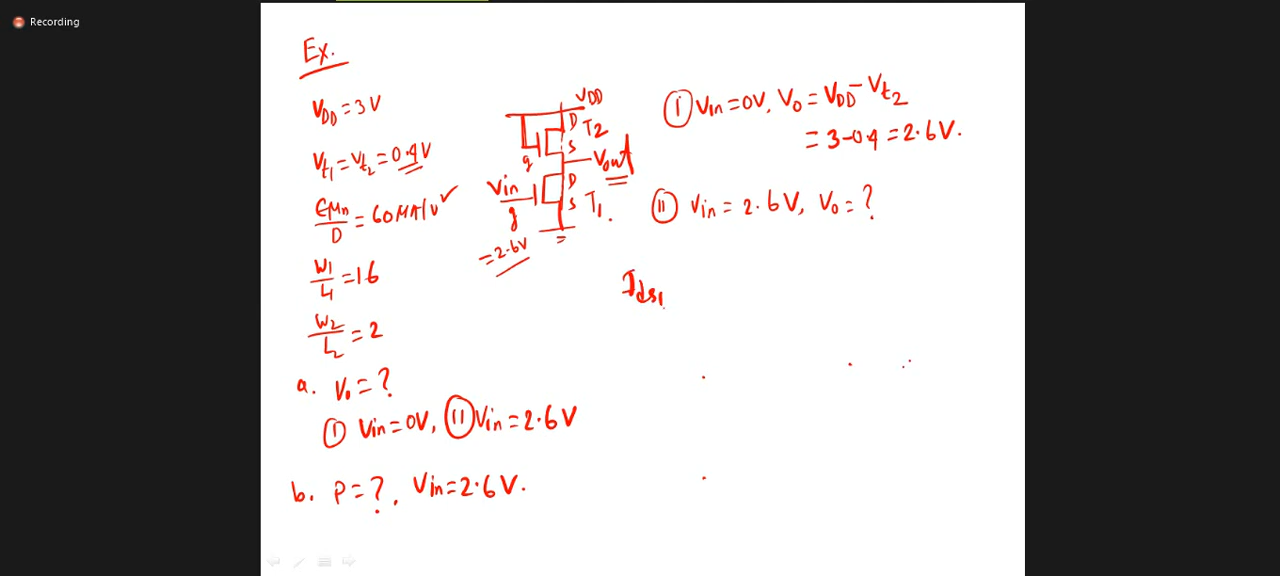 Recording
Ex.
VDD = 3V
Vt1 = Vt2 = 0.4V
εμn/D = 60μA/V²
W1/L1 = 16
W2/L2 = 2
a. Vo = ?
(i) Vin = 0V, (ii) Vin = 2.6V
b. P = ?, Vin = 2.6V.
VDD
D
T2
S
g
Vout
Vin
g
D
S
T1.
= 2.6V
(i) Vin = 0V, Vo = VDD - Vt2
= 3-0.4 = 2.6V.
(ii) Vin = 2.6V, Vo = ?
Ids1